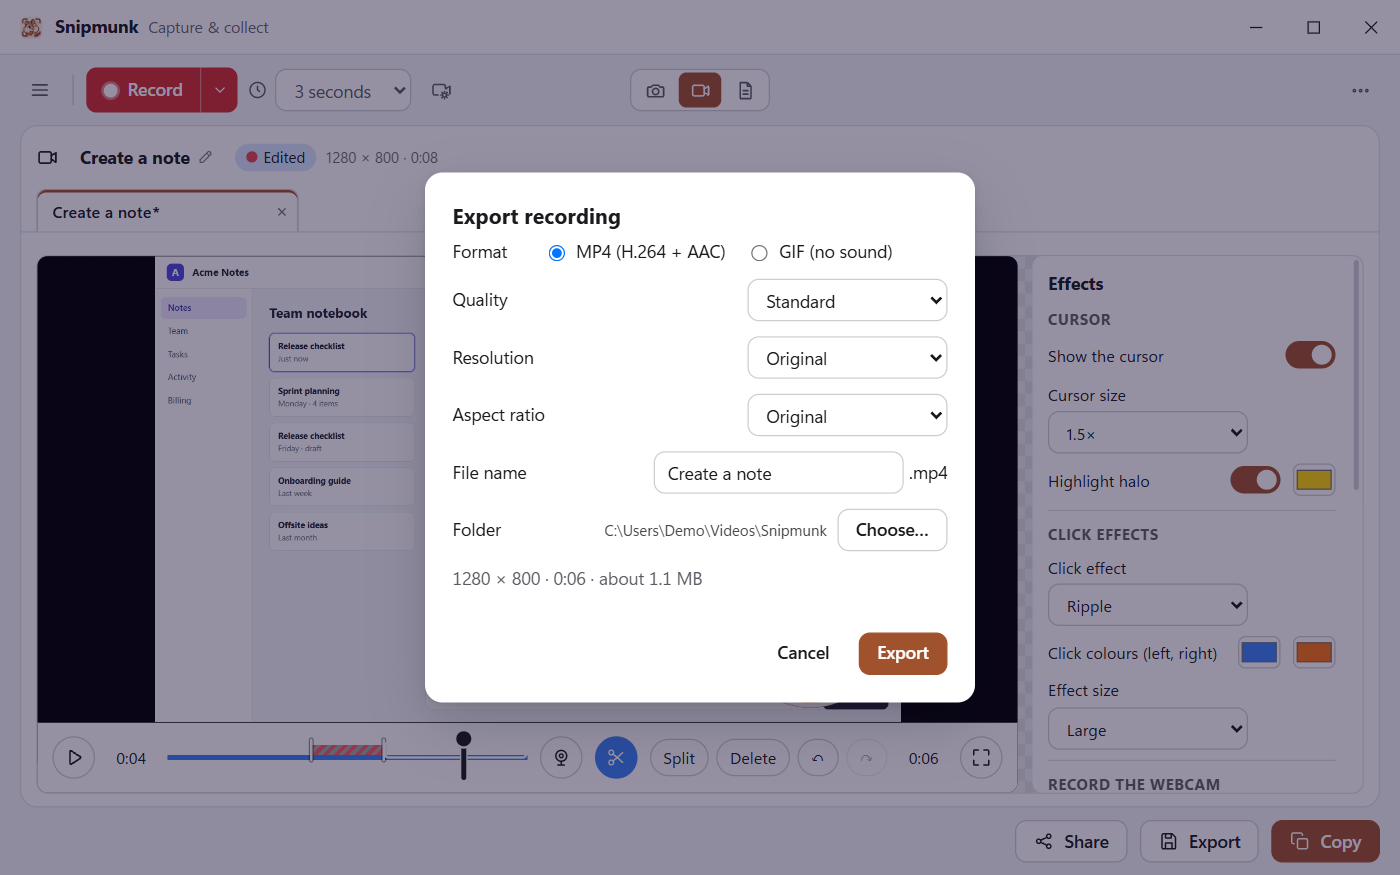 Snipmunk Capture & collect
Record
3 seconds
Create a note
Edited
1280 × 800 · 0:08
Create a note*
A Acme Notes
Notes
Team
Tasks
Activity
Billing
Team notebook
Release checklist
Just now
Sprint planning
Monday · 4 items
Release checklist
Friday · draft
Onboarding guide
Last week
Offsite ideas
Last month
Export recording
Format
MP4 (H.264 + AAC)
GIF (no sound)
Quality
Standard
Resolution
Original
Aspect ratio
Original
File name
Create a note
.mp4
Folder
C:\Users\Demo\Videos\Snipmunk
Choose...
1280 × 800 · 0:06 · about 1.1 MB
Cancel
Export
Effects
CURSOR
Show the cursor
Cursor size
1.5×
Highlight halo
CLICK EFFECTS
Click effect
Ripple
Click colours (left, right)
Effect size
Large
RECORD THE WEBCAM
0:04
Split
Delete
0:06
Share
Export
Copy